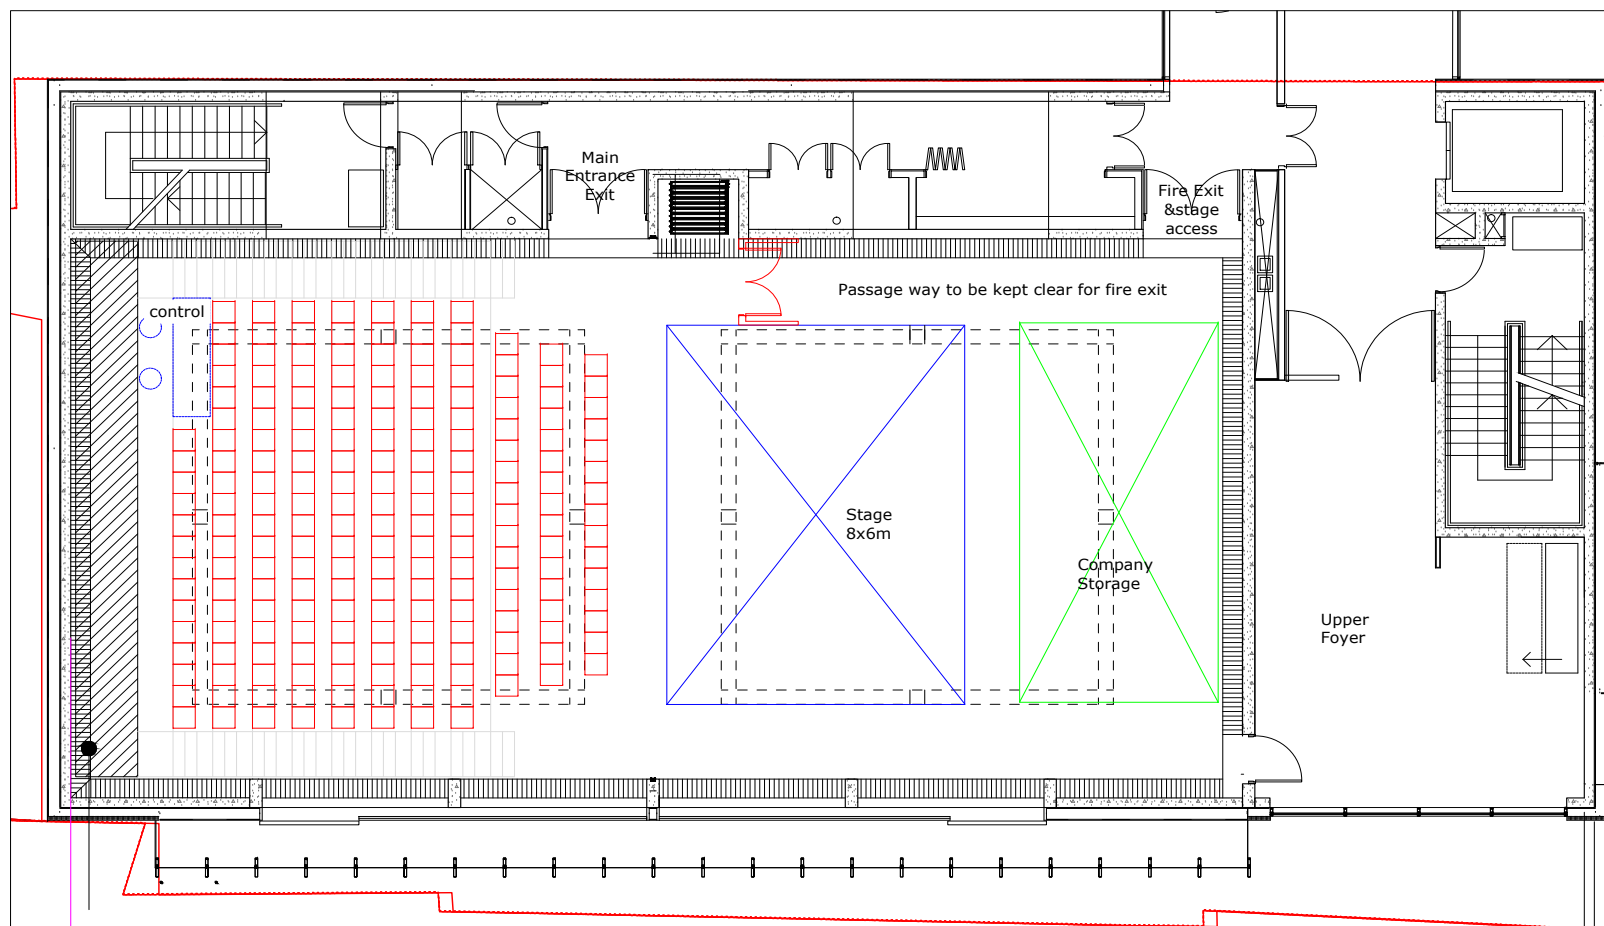 Main
Entrance
Exit
Fire Exit
&stage
access
Passage way to be kept clear for fire exit
control
Stage
8x6m
Company
Storage
Upper
Foyer